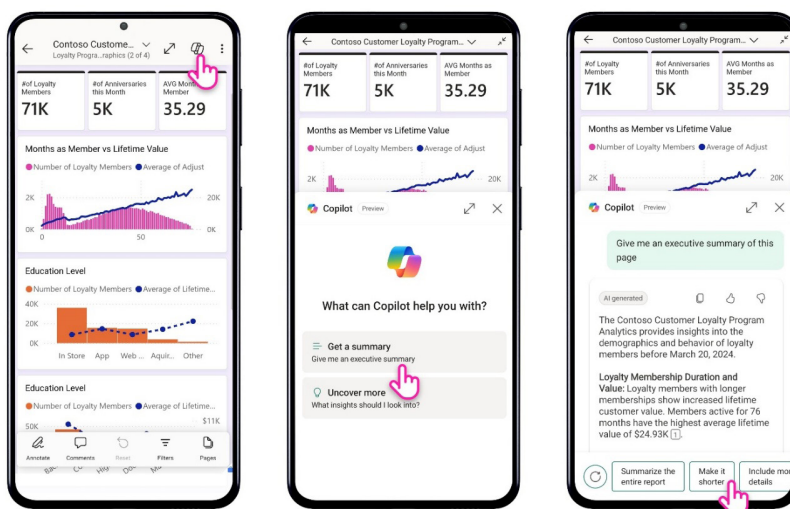 Contoso Custome...
Loyalty Progra...raphics (2 of 4)
#of Loyalty Members
71K
#of Anniversaries this Month
5K
AVG Months Member
35.29
Months as Member vs Lifetime Value
Number of Loyalty Members Average of Adjust
2K
20K
0K
0K
0
50
Education Level
Number of Loyalty Members Average of Lifetime...
40K
20K
0K
In Store App Web ... Aquir... Other
Education Level
Number of Loyalty Members Average of Lifetime...
50K
$11K
Annotate Comments Reset Filters Pages
Contoso Customer Loyalty Program...
#of Loyalty Members
71K
#of Anniversaries this Month
5K
AVG Months as Member
35.29
Months as Member vs Lifetime Value
Number of Loyalty Members Average of Adjust
2K
20K
Copilot Preview
What can Copilot help you with?
Get a summary
Give me an executive summary
Uncover more
What insights should I look into?
Contoso Customer Loyalty Program...
#of Loyalty Members
71K
#of Anniversaries this Month
5K
AVG Months as Member
35.29
Months as Member vs Lifetime Value
Number of Loyalty Members Average of Adjust
2K
20K
Copilot Preview
Give me an executive summary of this
page
AI generated
The Contoso Customer Loyalty Program
Analytics provides insights into the
demographics and behavior of loyalty
members before March 20, 2024.
Loyalty Membership Duration and
Value: Loyalty members with longer
memberships show increased lifetime
customer value. Members active for 76
months have the highest average lifetime
value of $24.93K 1.
Summarize the
entire report
Make it
shorter
Include mor
details